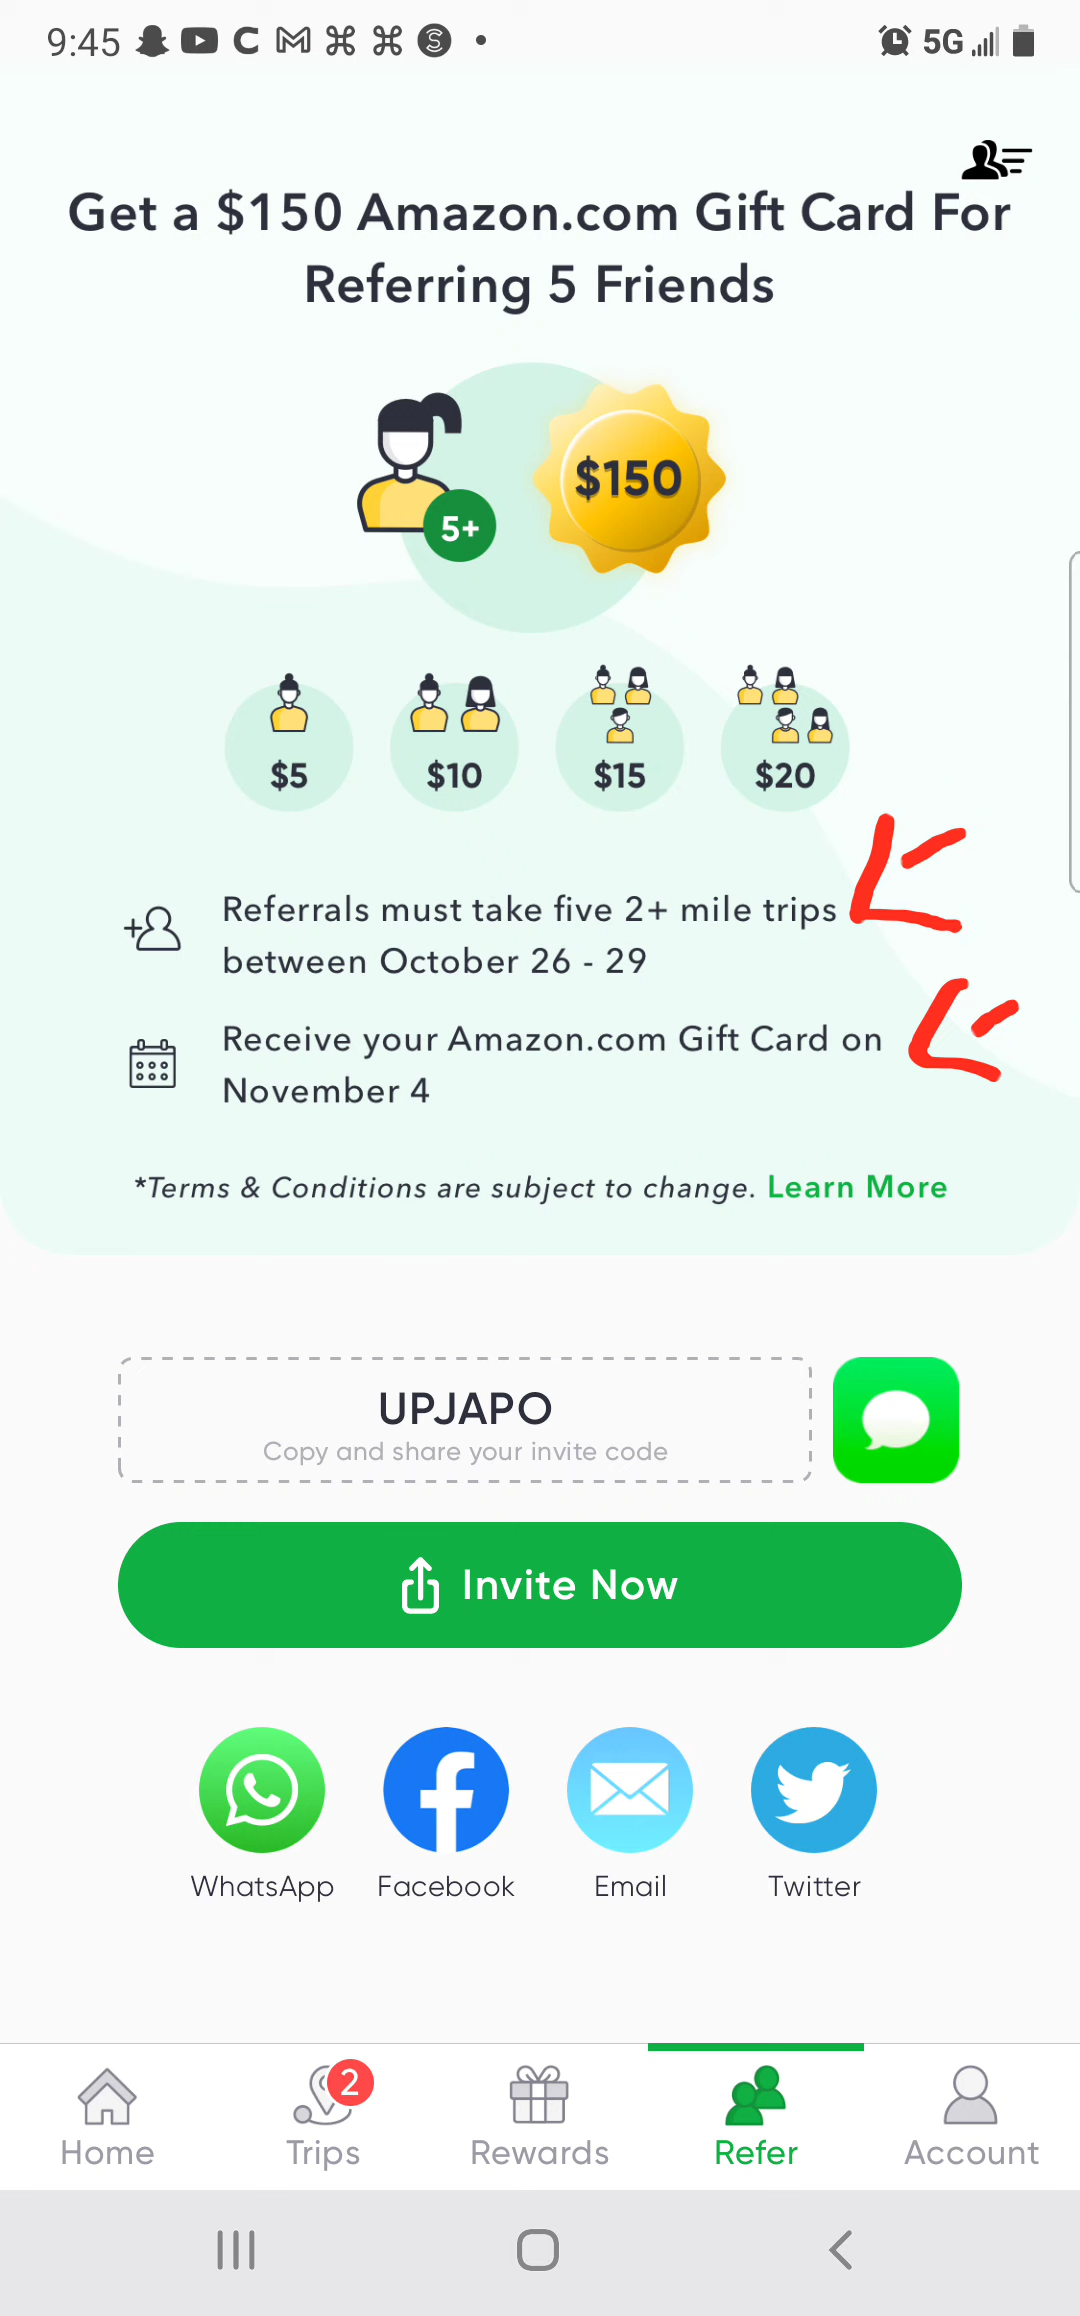 9:45
5G
Get a $150 Amazon.com Gift Card For
Referring 5 Friends
$150
5+
$5 $10 $15 $20
Referrals must take five 2+ mile trips
between October 26 - 29
Receive your Amazon.com Gift Card on
November 4
*Terms & Conditions are subject to change. Learn More
UPJAPO
Copy and share your invite code
Invite Now
WhatsApp Facebook Email Twitter
2
Home Trips Rewards Refer Account